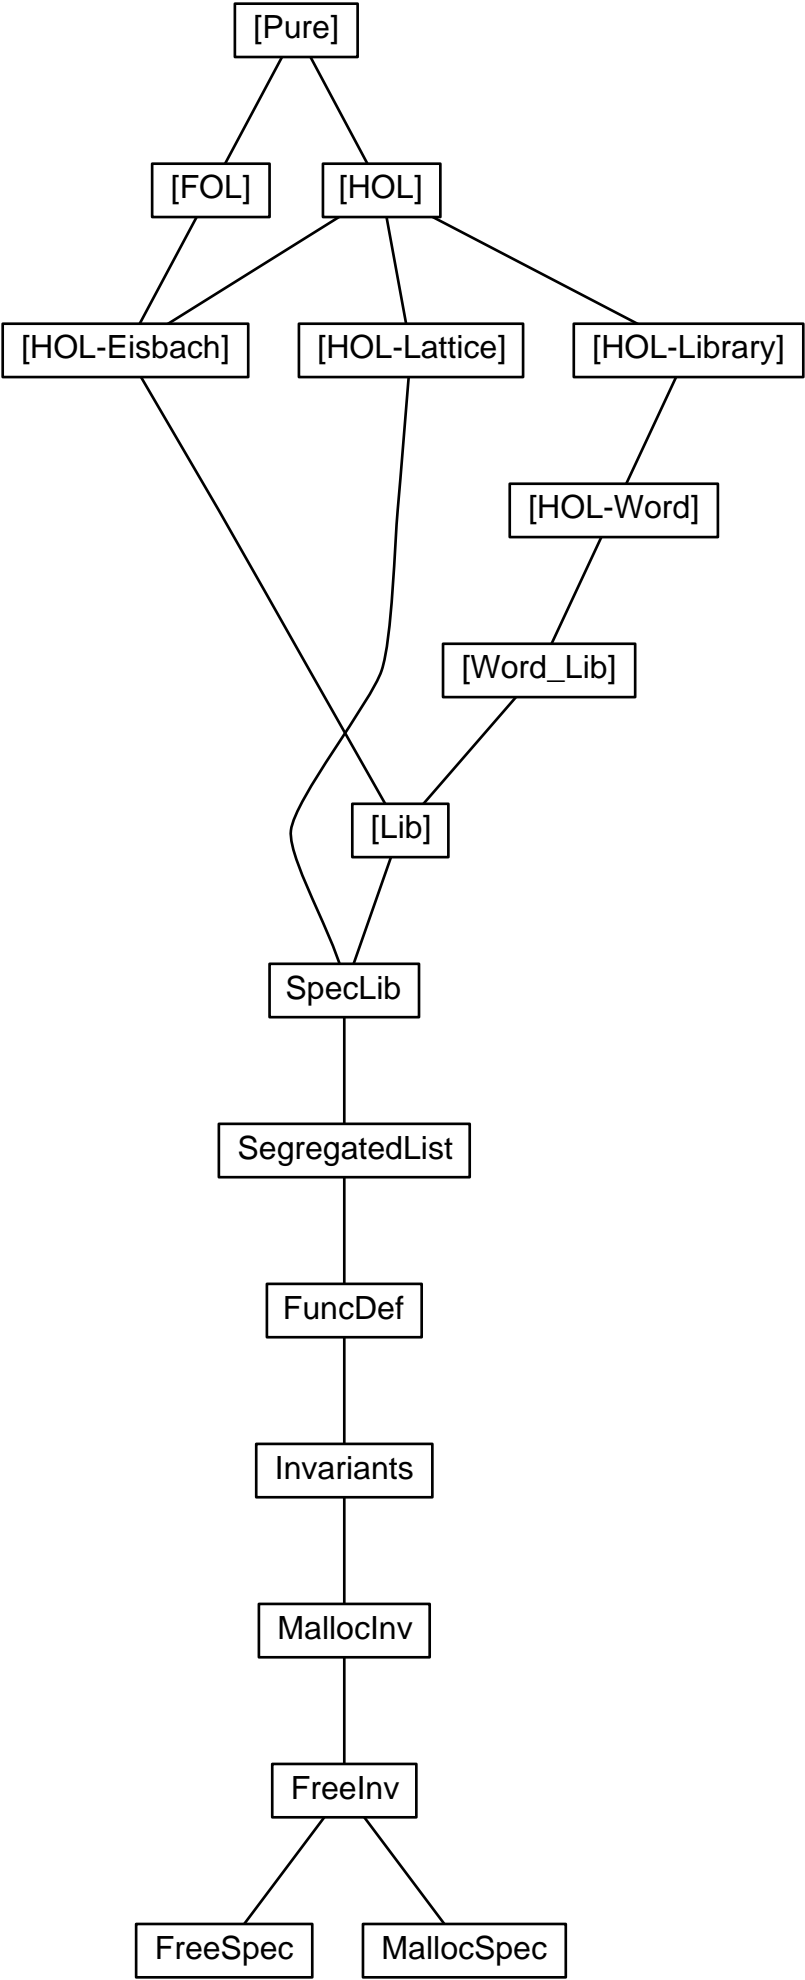 [Pure]
[FOL]
[HOL]
[HOL-Eisbach]
[HOL-Lattice]
[HOL-Library]
[HOL-Word]
[Word_Lib]
[Lib]
SpecLib
SegregatedList
FuncDef
Invariants
MallocInv
FreeInv
FreeSpec
MallocSpec